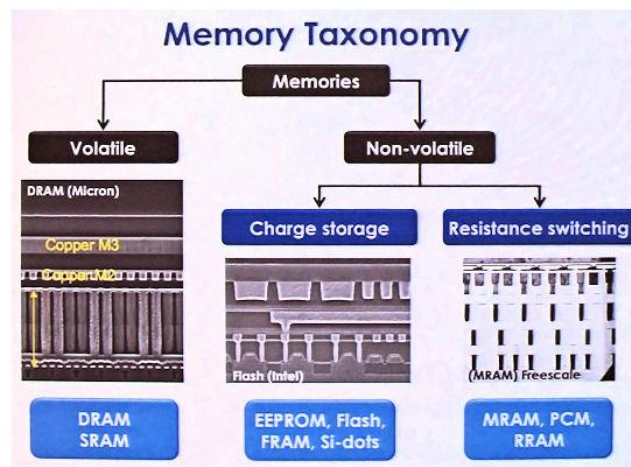 Memory Taxonomy
Memories
Volatile
Non-volatile
DRAM (Micron)
Copper M3
Copper M2
Charge storage
Resistance switching
Flash (Intel)
(MRAM) Freescale
DRAM
SRAM
EEPROM, Flash,
FRAM, Si-dots
MRAM, PCM,
RRAM